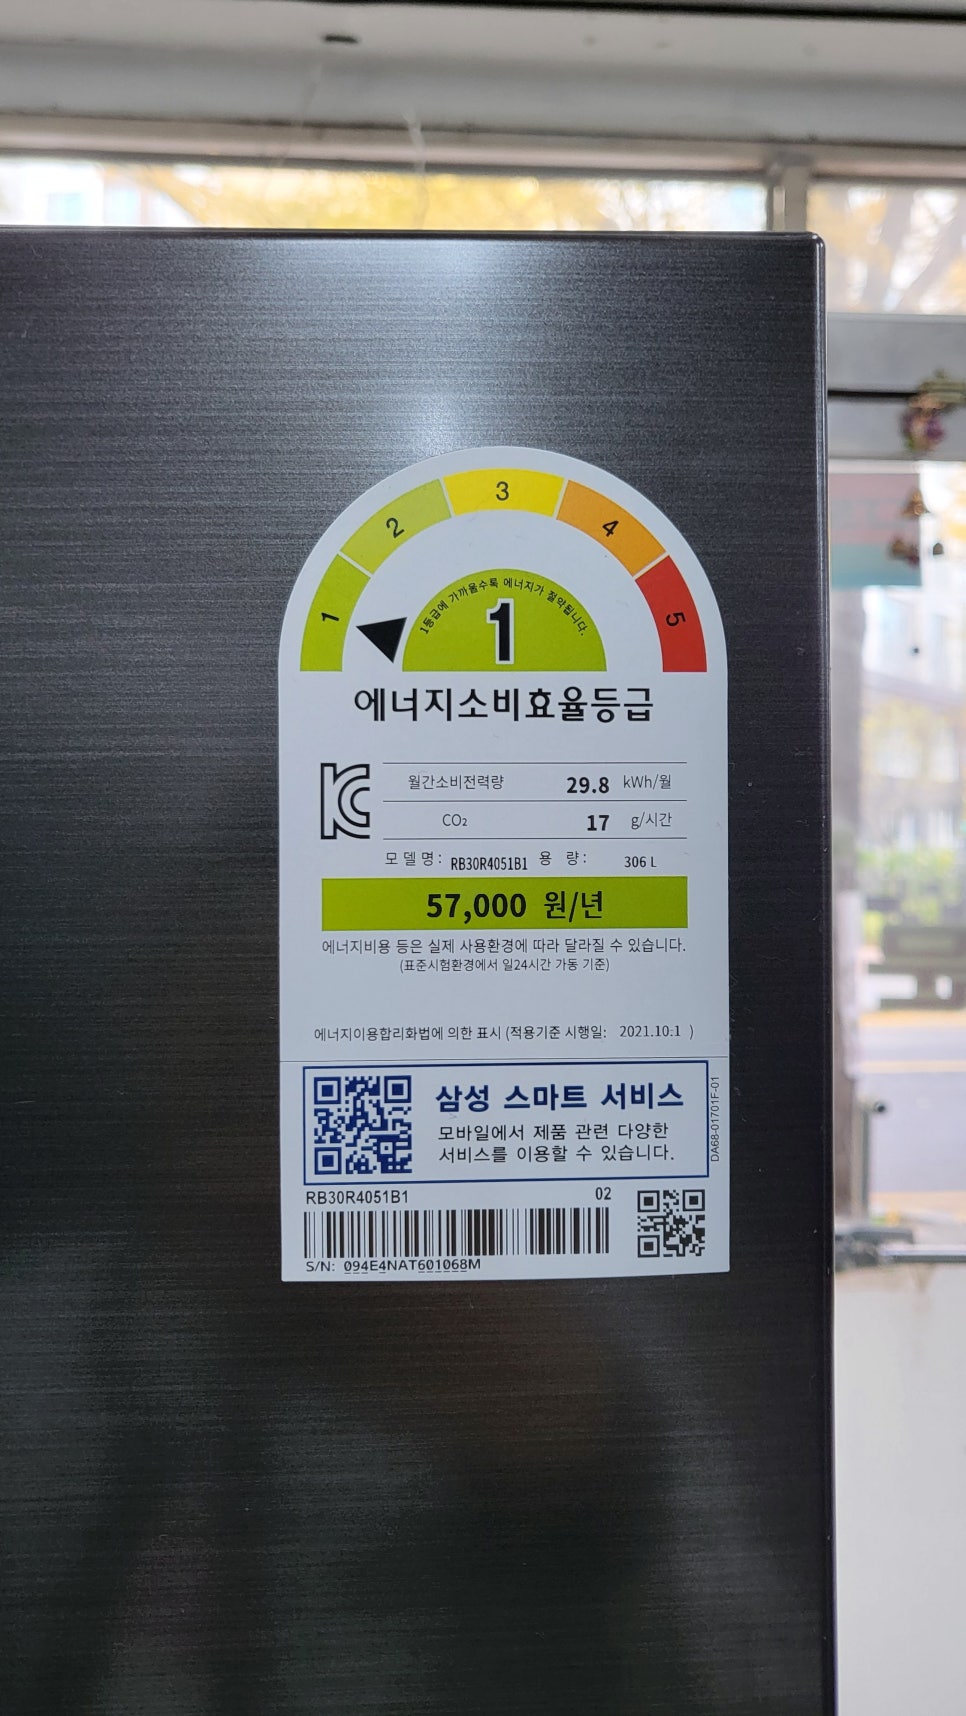 1 2 3 4 5
1등급에 가까울수록 에너지가 절약됩니다.
1
에너지소비효율등급
월간소비전력량 29.8 kWh/월
CO₂ 17 g/시간
모델명: RB30R4051B1 용 량: 306 L
57,000 원/년
에너지비용 등은 실제 사용환경에 따라 달라질 수 있습니다.
(표준시험환경에서 일24시간 가동 기준)
에너지이용합리화법에 의한 표시 (적용기준 시행일: 2021.10.1 )
삼성 스마트 서비스
모바일에서 제품 관련 다양한
서비스를 이용할 수 있습니다.
DA68-01701F-01
RB30R4051B1 02
S/N: 094E4NAT601068M